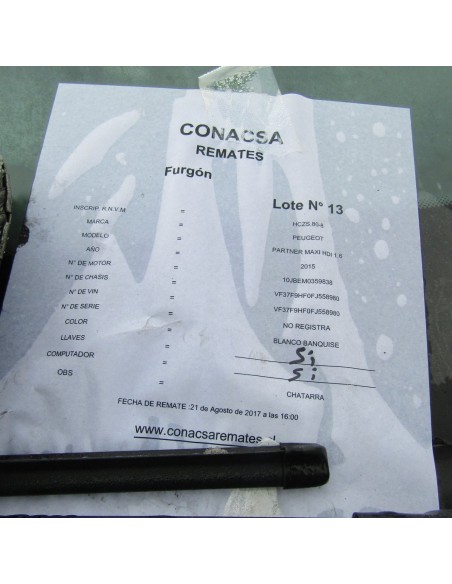 CONACSA
REMATES
Furgón
Lote N° 13
INSCRIP. R.N.V.M = HCZS.80-
MARCA = PEUGEOT
MODELO = PARTNER MAXI HDI 1.6
AÑO = 2015
N° DE MOTOR = 10JBEM0359838
N° DE CHASIS = VF37F9HF0FJ558980
N° DE VIN = VF37F9HF0FJ558980
N° DE SERIE = NO REGISTRA
COLOR = BLANCO BANQUISE
LLAVES = Si
COMPUTADOR = Si
OBS = CHATARRA
FECHA DE REMATE :21 de Agosto de 2017 a las 16:00
www.conacsaremates.cl